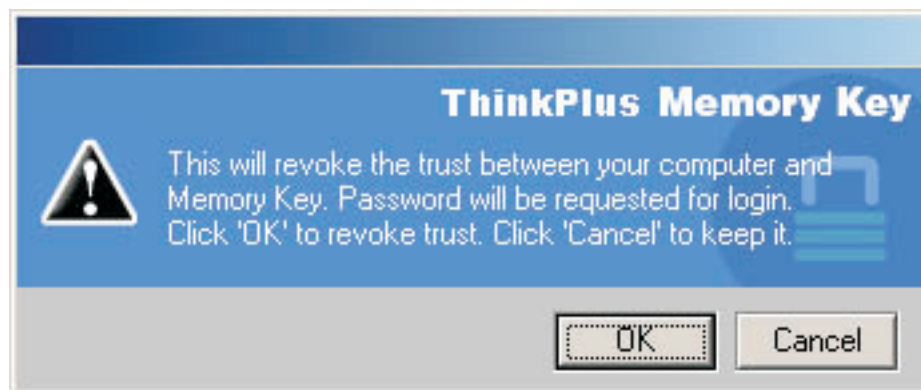 ThinkPlus Memory Key
This will revoke the trust between your computer and
Memory Key. Password will be requested for login.
Click 'OK' to revoke trust. Click 'Cancel' to keep it.
OK
Cancel